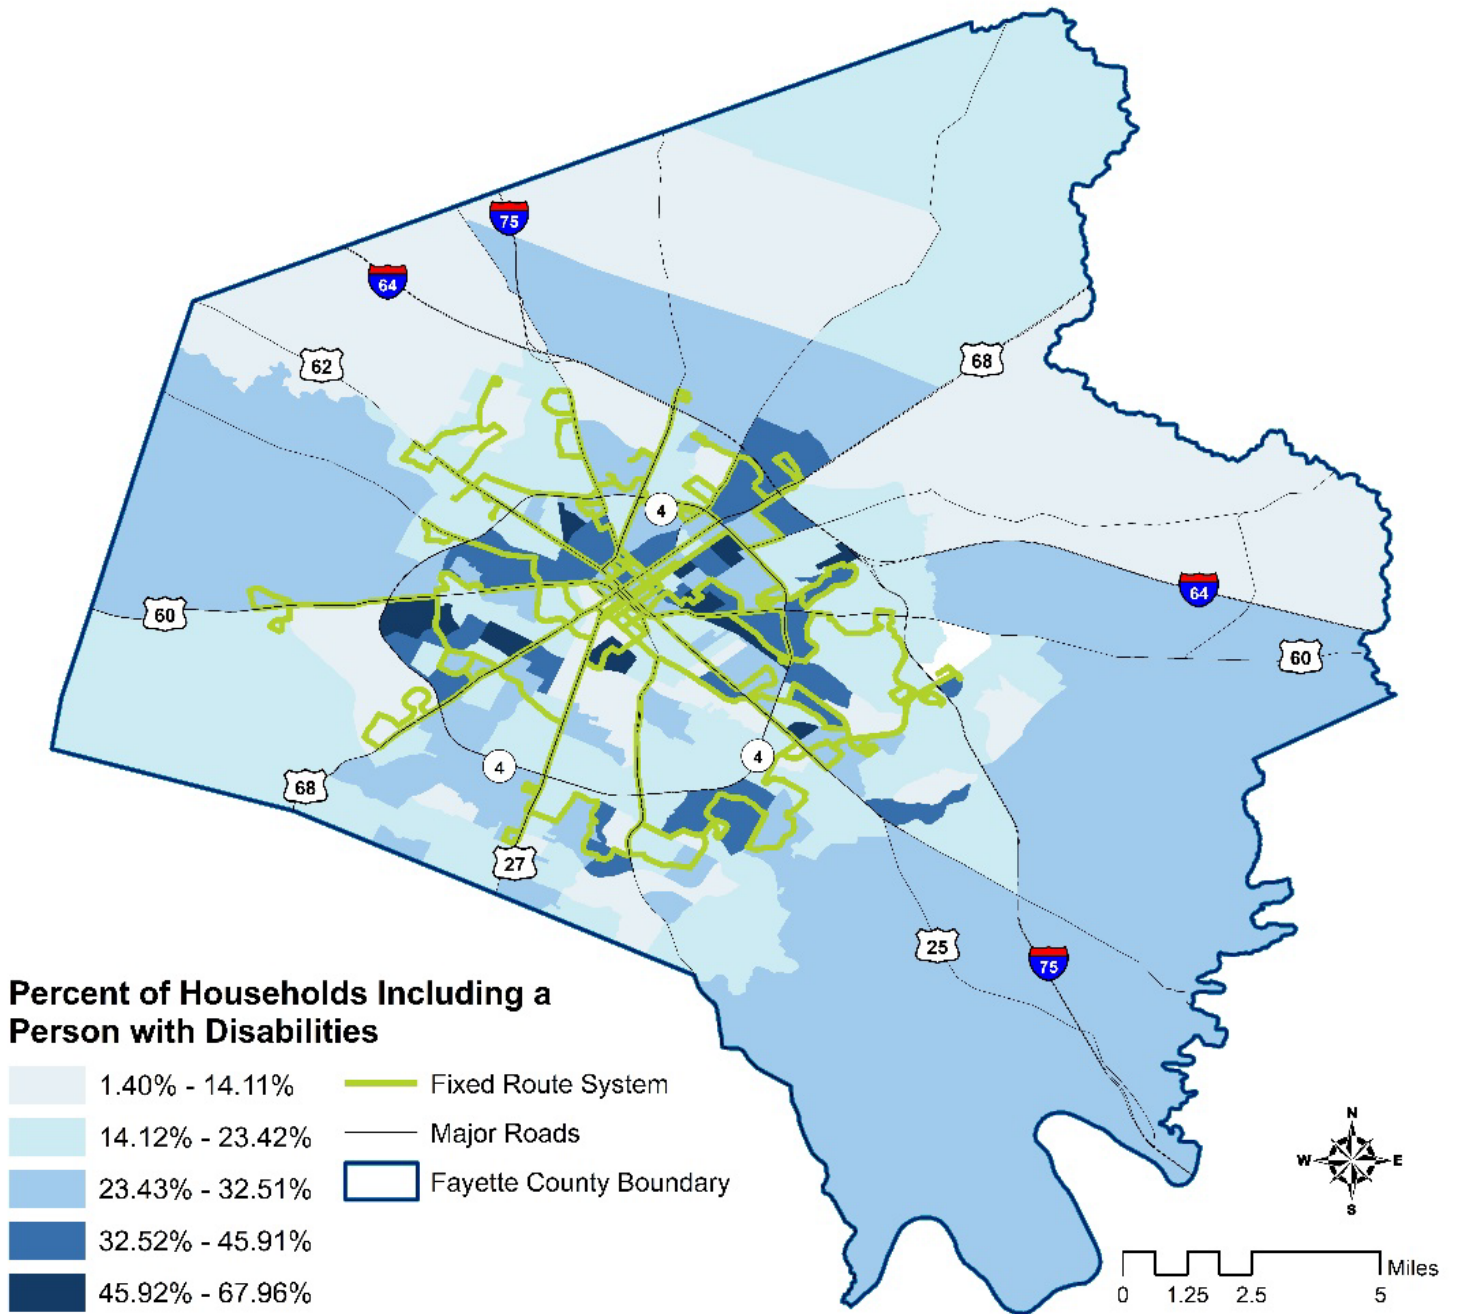 75
64
62
68
4
60
64
60
4
4
68
27
25
75
Percent of Households Including a
Person with Disabilities
1.40% - 14.11%
14.12% - 23.42%
23.43% - 32.51%
32.52% - 45.91%
45.92% - 67.96%
Fixed Route System
Major Roads
Fayette County Boundary
N
W E
S
Miles
0 1.25 2.5 5